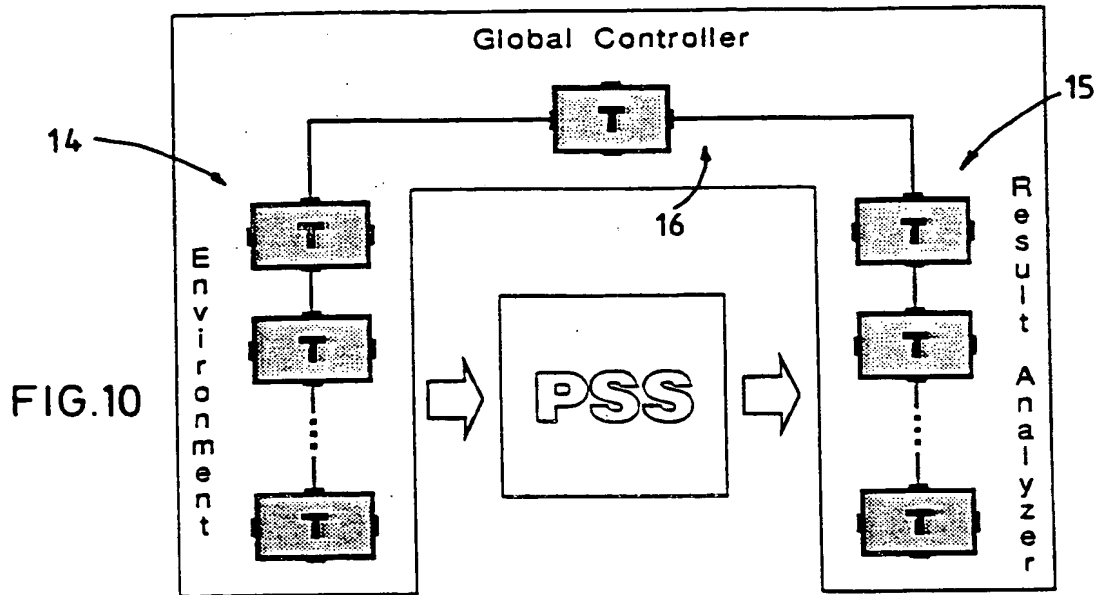 Global Controller
T
14
15
16
T
T
T
Environment
PSS
T
T
T
Result Analyzer
FIG.10